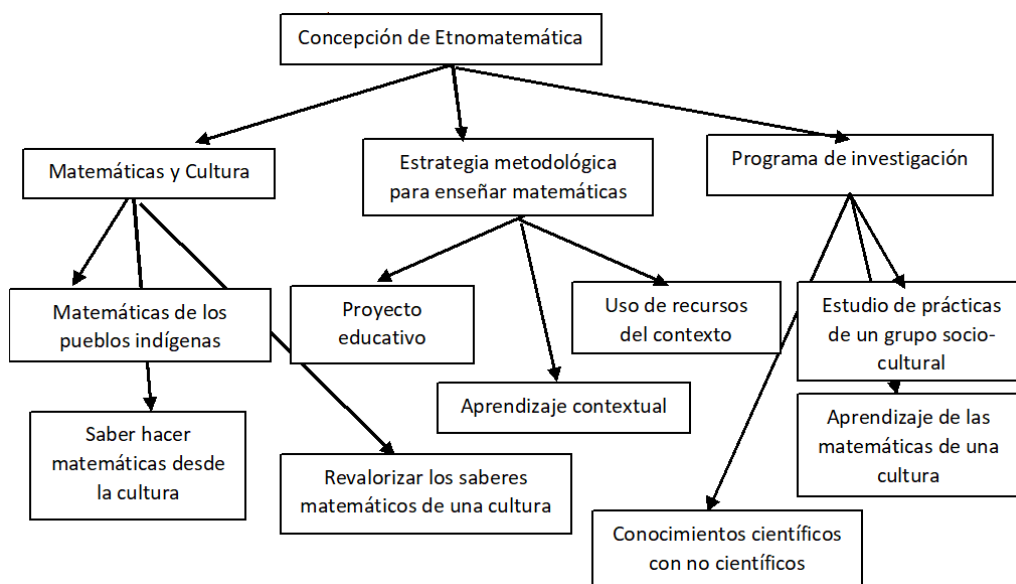 Concepción de Etnomatemática
Matemáticas y Cultura
Estrategia metodológica
para enseñar matemáticas
Programa de investigación
Matemáticas de los
pueblos indígenas
Proyecto
educativo
Uso de recursos
del contexto
Estudio de prácticas
de un grupo socio-
cultural
Aprendizaje contextual
Saber hacer
matemáticas desde
la cultura
Revalorizar los saberes
matemáticos de una cultura
Aprendizaje de las
matemáticas de una
cultura
Conocimientos científicos
con no científicos